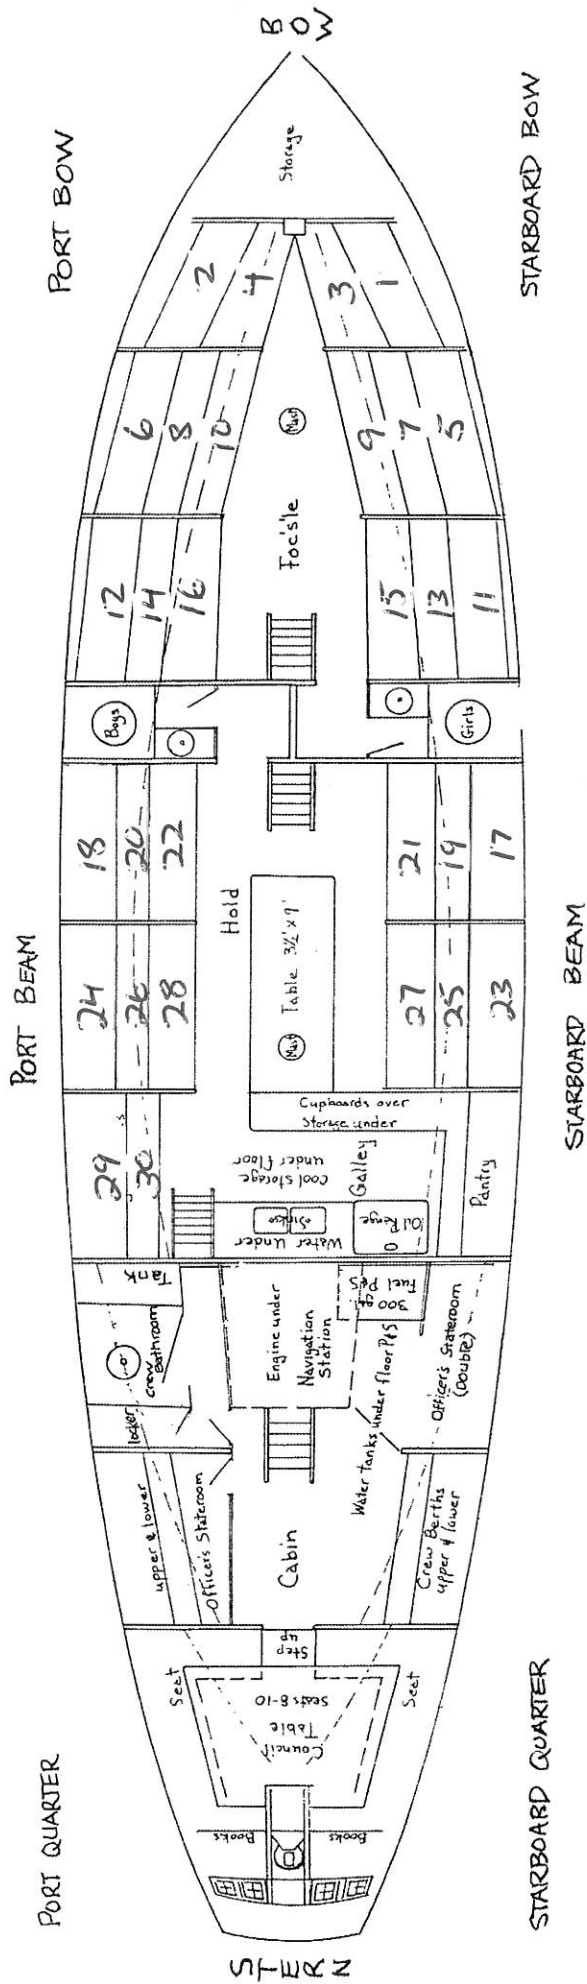 BOW
PORT BOW
STARBOARD BOW
Storage
2
4
3
1
6
8
10
9
7
5
Mast
Foc's'le
12
14
16
15
13
11
Boys
Girls
18
20
22
21
19
17
Hold
Table 3½' x 9'
Mast
24
26
28
27
25
23
PORT BEAM
STARBOARD BEAM
Cupboards over
Storage under
29
30
cool storage
under floor
Galley
Pantry
Sinks
Water Under
Oil Range
Tank
Crew
Bathroom
locker
Engine under
Navigation
Station
300 gal.
Fuel P&S
Water tanks under floor P&S
Officer's Stateroom
(Double)
upper & lower
Officer's Stateroom
Cabin
Crew Berths
upper & lower
Step
up
Seat
Seat
Council
Table
Seats 8-10
Books
Books
PORT QUARTER
STARBOARD QUARTER
STERN